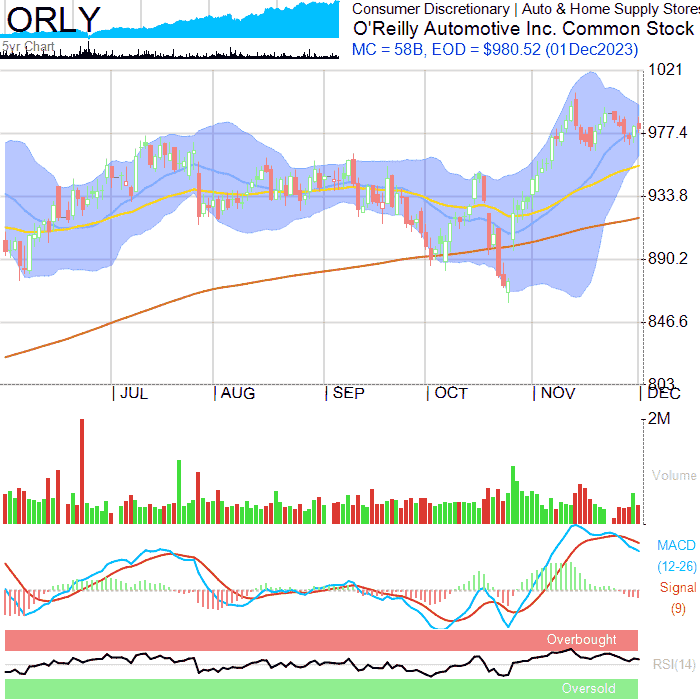 ORLY
Consumer Discretionary | Auto & Home Supply Stores
O'Reilly Automotive Inc. Common Stock
MC = 58B, EOD = $980.52 (01Dec2023)
5yr Chart
1021
977.4
933.8
890.2
846.6
803
JUL AUG SEP OCT NOV DEC
2M
Volume
MACD
(12-26)
Signal
(9)
Overbought
RSI(14)
Oversold